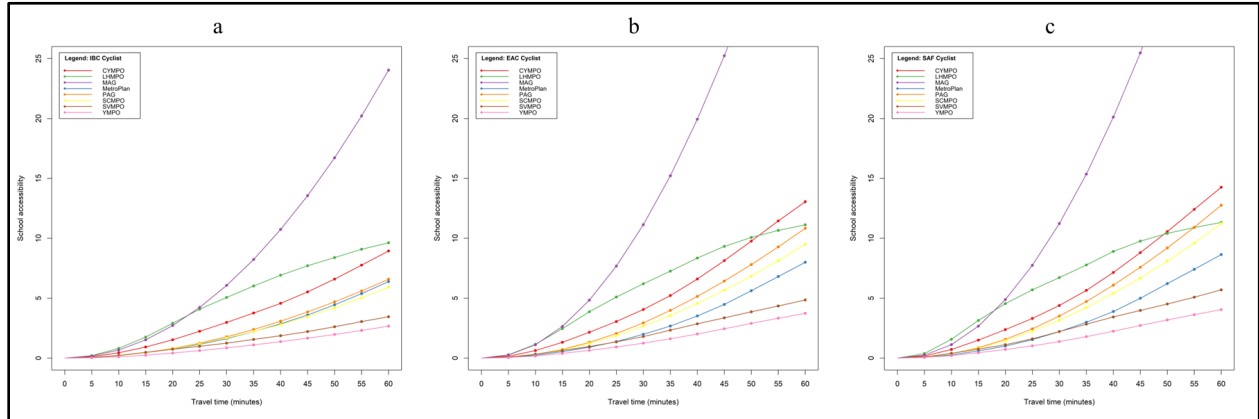 a
25
20
15
10
5
0
School accessibility
Legend: IBC Cyclist
CYMPO
LHMPO
MAG
MetroPlan
PAG
SCMPO
SVMPO
YMPO
0 5 10 15 20 25 30 35 40 45 50 55 60
Travel time (minutes)
b
25
20
15
10
5
0
School accessibility
Legend: EAC Cyclist
CYMPO
LHMPO
MAG
MetroPlan
PAG
SCMPO
SVMPO
YMPO
0 5 10 15 20 25 30 35 40 45 50 55 60
Travel time (minutes)
c
25
20
15
10
5
0
School accessibility
Legend: SAF Cyclist
CYMPO
LHMPO
MAG
MetroPlan
PAG
SCMPO
SVMPO
YMPO
0 5 10 15 20 25 30 35 40 45 50 55 60
Travel time (minutes)